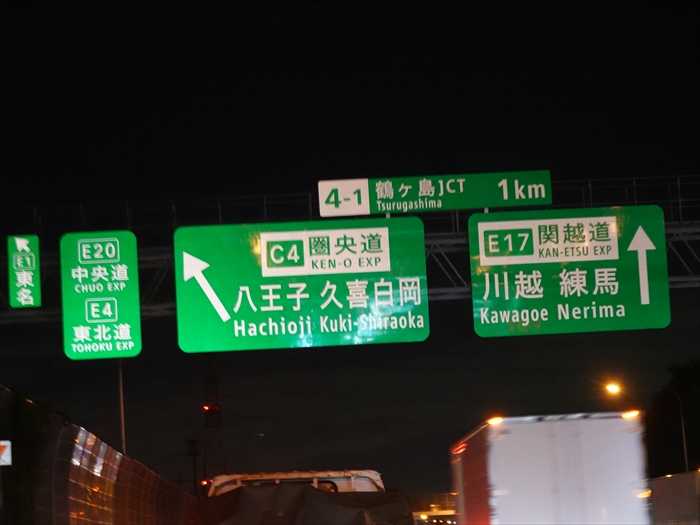 4-1 鶴ヶ島JCT 1km
Tsurugashima
E1
東名
E20
中央道
CHUO EXP
E4
東北道
TOHOKU EXP
C4 圏央道
KEN-O EXP
八王子 久喜白岡
Hachioji Kuki-Shiraoka
E17 関越道
KAN-ETSU EXP
川越 練馬
Kawagoe Nerima